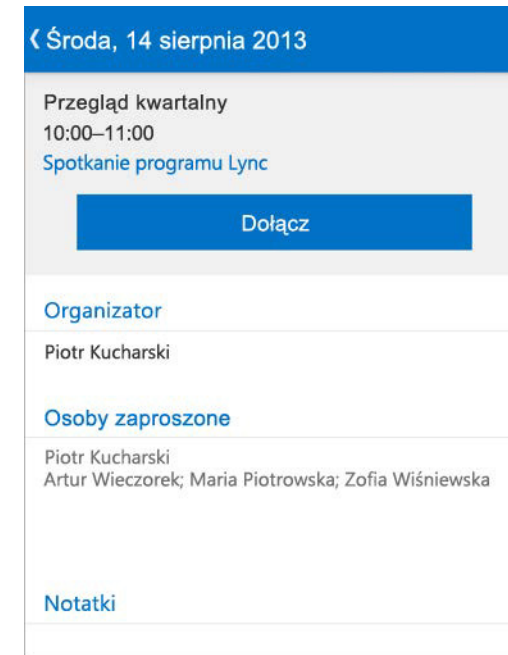 Środa, 14 sierpnia 2013
Przegląd kwartalny
10:00–11:00
Spotkanie programu Lync
Dołącz
Organizator
Piotr Kucharski
Osoby zaproszone
Piotr Kucharski
Artur Wieczorek; Maria Piotrowska; Zofia Wiśniewska
Notatki